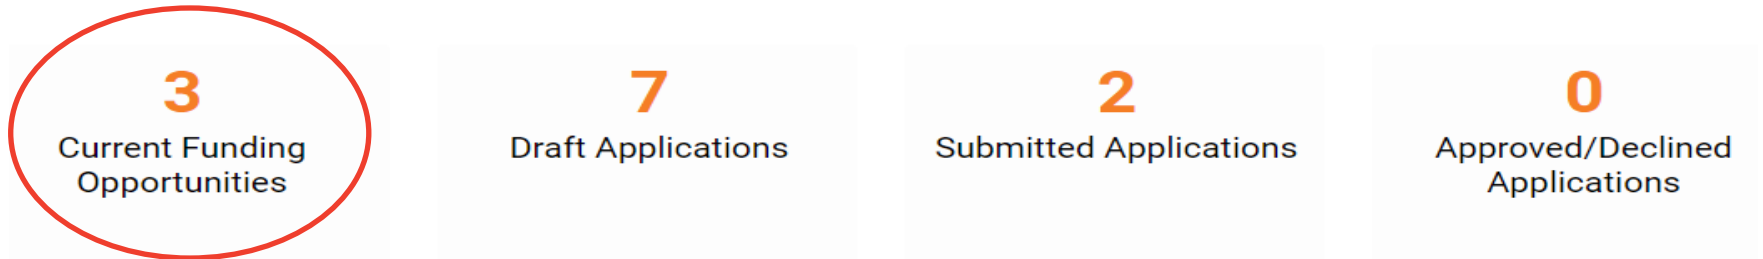 3
Current Funding
Opportunities
7
Draft Applications
2
Submitted Applications
0
Approved/Declined
Applications